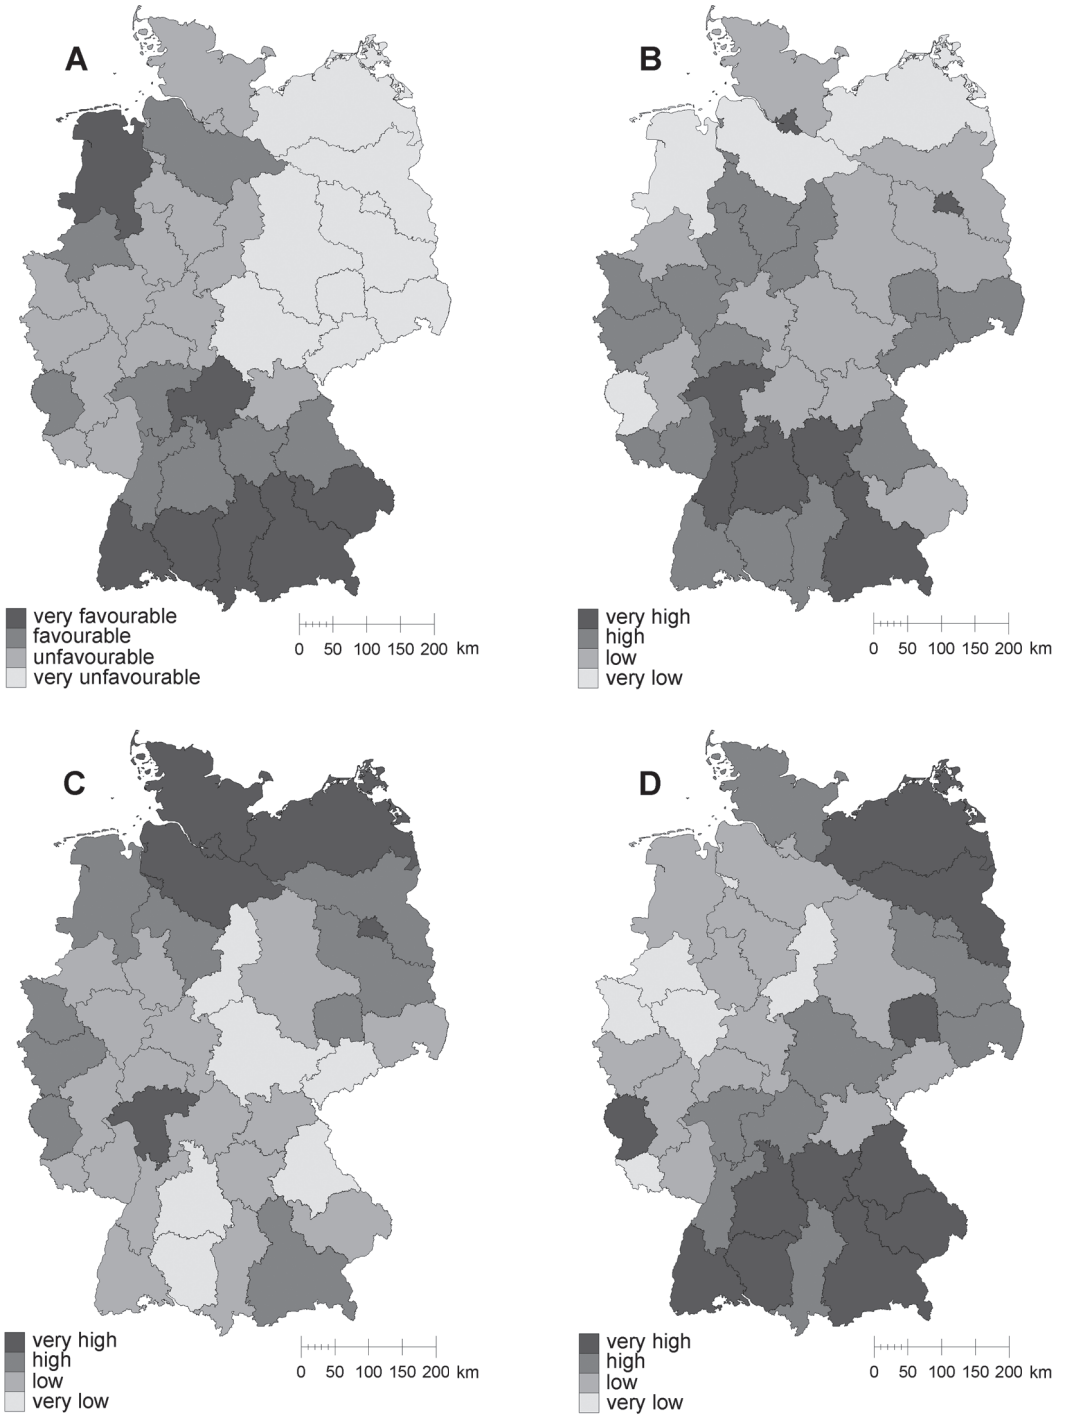 A
very favourable
favourable
unfavourable
very unfavourable
0 50 100 150 200 km
B
very high
high
low
very low
0 50 100 150 200 km
C
very high
high
low
very low
0 50 100 150 200 km
D
very high
high
low
very low
0 50 100 150 200 km